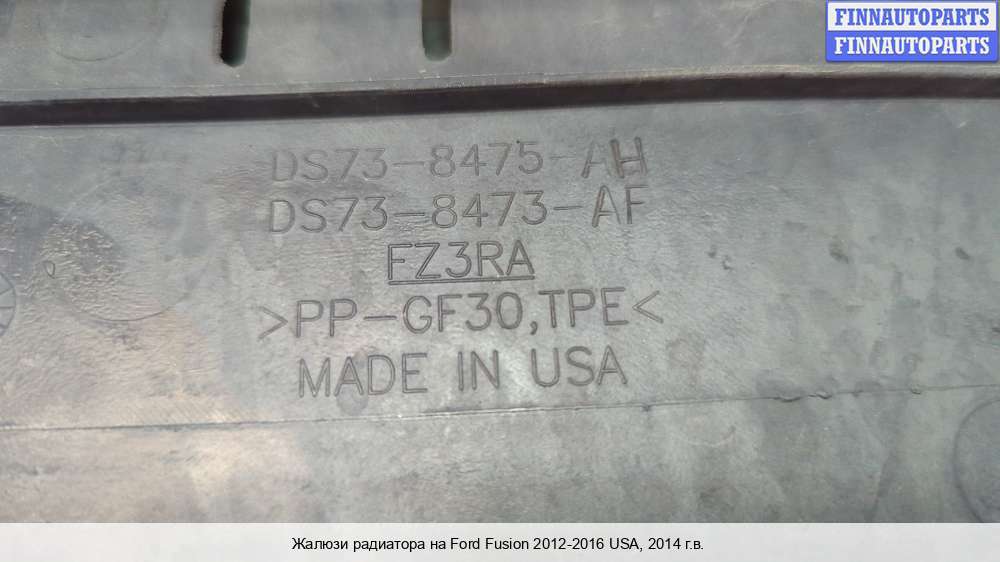 FINNAUTOPARTS
FINNAUTOPARTS
DS73-8475-AH
DS73-8473-AF
FZ3RA
>PP-GF30,TPE<
MADE IN USA
Жалюзи радиатора на Ford Fusion 2012-2016 USA, 2014 г.в.